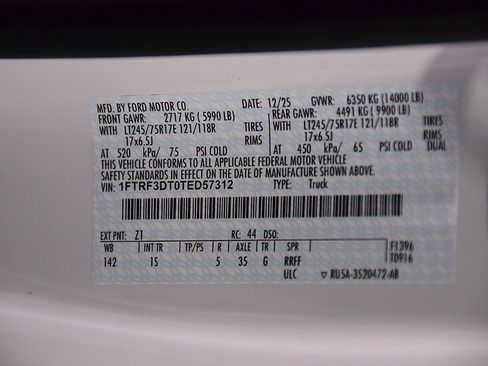 MFD. BY FORD MOTOR CO. DATE: 12/25 GVWR: 6350 KG (14000 LB)
FRONT GAWR: 2717 KG (5990 LB) REAR GAWR: 4491 KG (9900 LB)
WITH LT245/75R17E 121/118R TIRES WITH LT245/75R17E 121/118R TIRES
17x6.5J RIMS 17x6.5J RIMS
AT 520 kPa/ 75 PSI COLD AT 450 kPa/ 65 PSI COLD DUAL
THIS VEHICLE CONFORMS TO ALL APPLICABLE FEDERAL MOTOR VEHICLE
SAFETY STANDARDS IN EFFECT ON THE DATE OF MANUFACTURE SHOWN ABOVE.
VIN: 1FTRF3DT0TED57312 TYPE: Truck
EXT PNT: Z1 RC: 44 DSO:
WB INT TR TP/PS R AXLE TR SPR F1396
142 1S 5 35 G RRFF T0916
ULC ▽ RU5A-3520472-AB